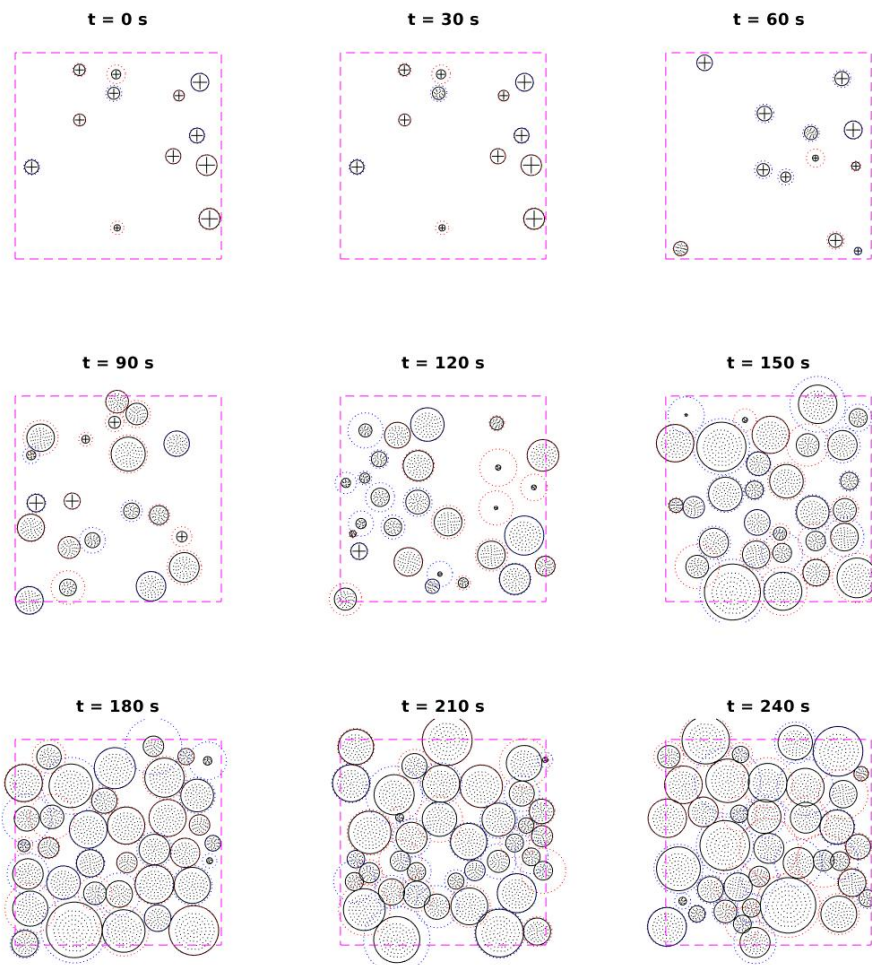 t = 0 s
t = 30 s
t = 60 s
t = 90 s
t = 120 s
t = 150 s
t = 180 s
t = 210 s
t = 240 s